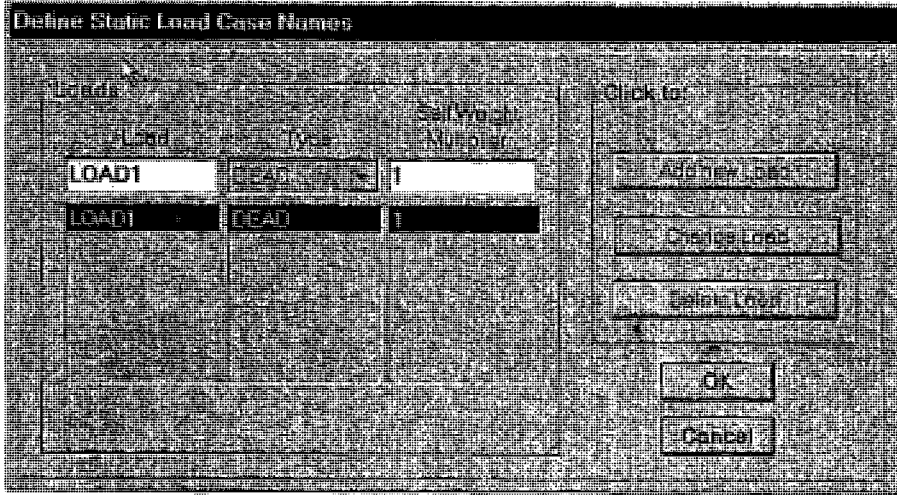 Define Static Load Case Names
Loads
Click to:
Self Weight
Load Type Multiplier
LOAD1 DEAD 1
LOAD1 DEAD 1
Add new Load
Change Load
Delete Load
OK
Cancel